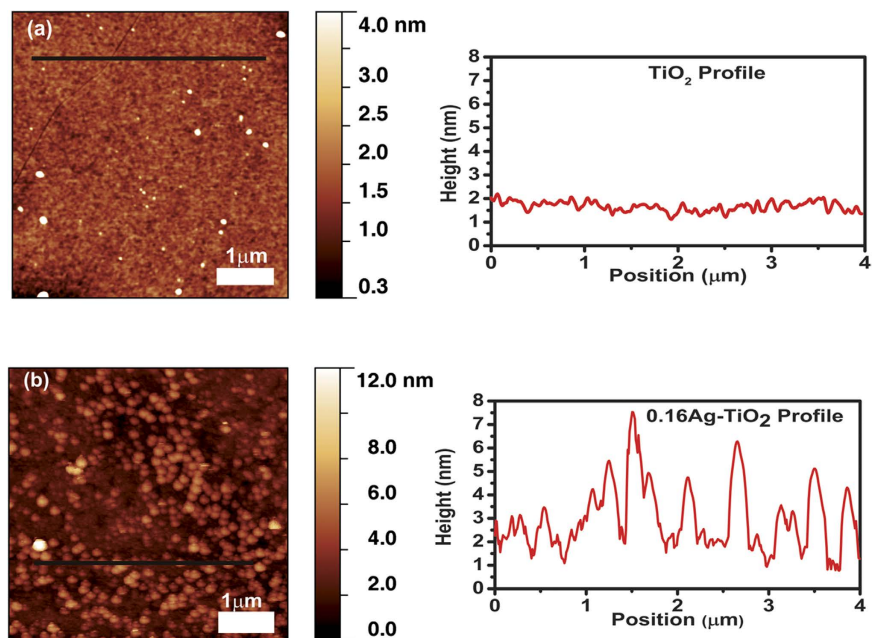 (a)
1μm
4.0 nm
3.0
2.5
2.0
1.5
1.0
0.3
TiO2 Profile
Height (nm)
8
7
6
5
4
3
2
1
0
0 1 2 3 4
Position (μm)
(b)
1μm
12.0 nm
8.0
6.0
4.0
2.0
0.0
0.16Ag-TiO2 Profile
Height (nm)
8
7
6
5
4
3
2
1
0
0 1 2 3 4
Position (μm)